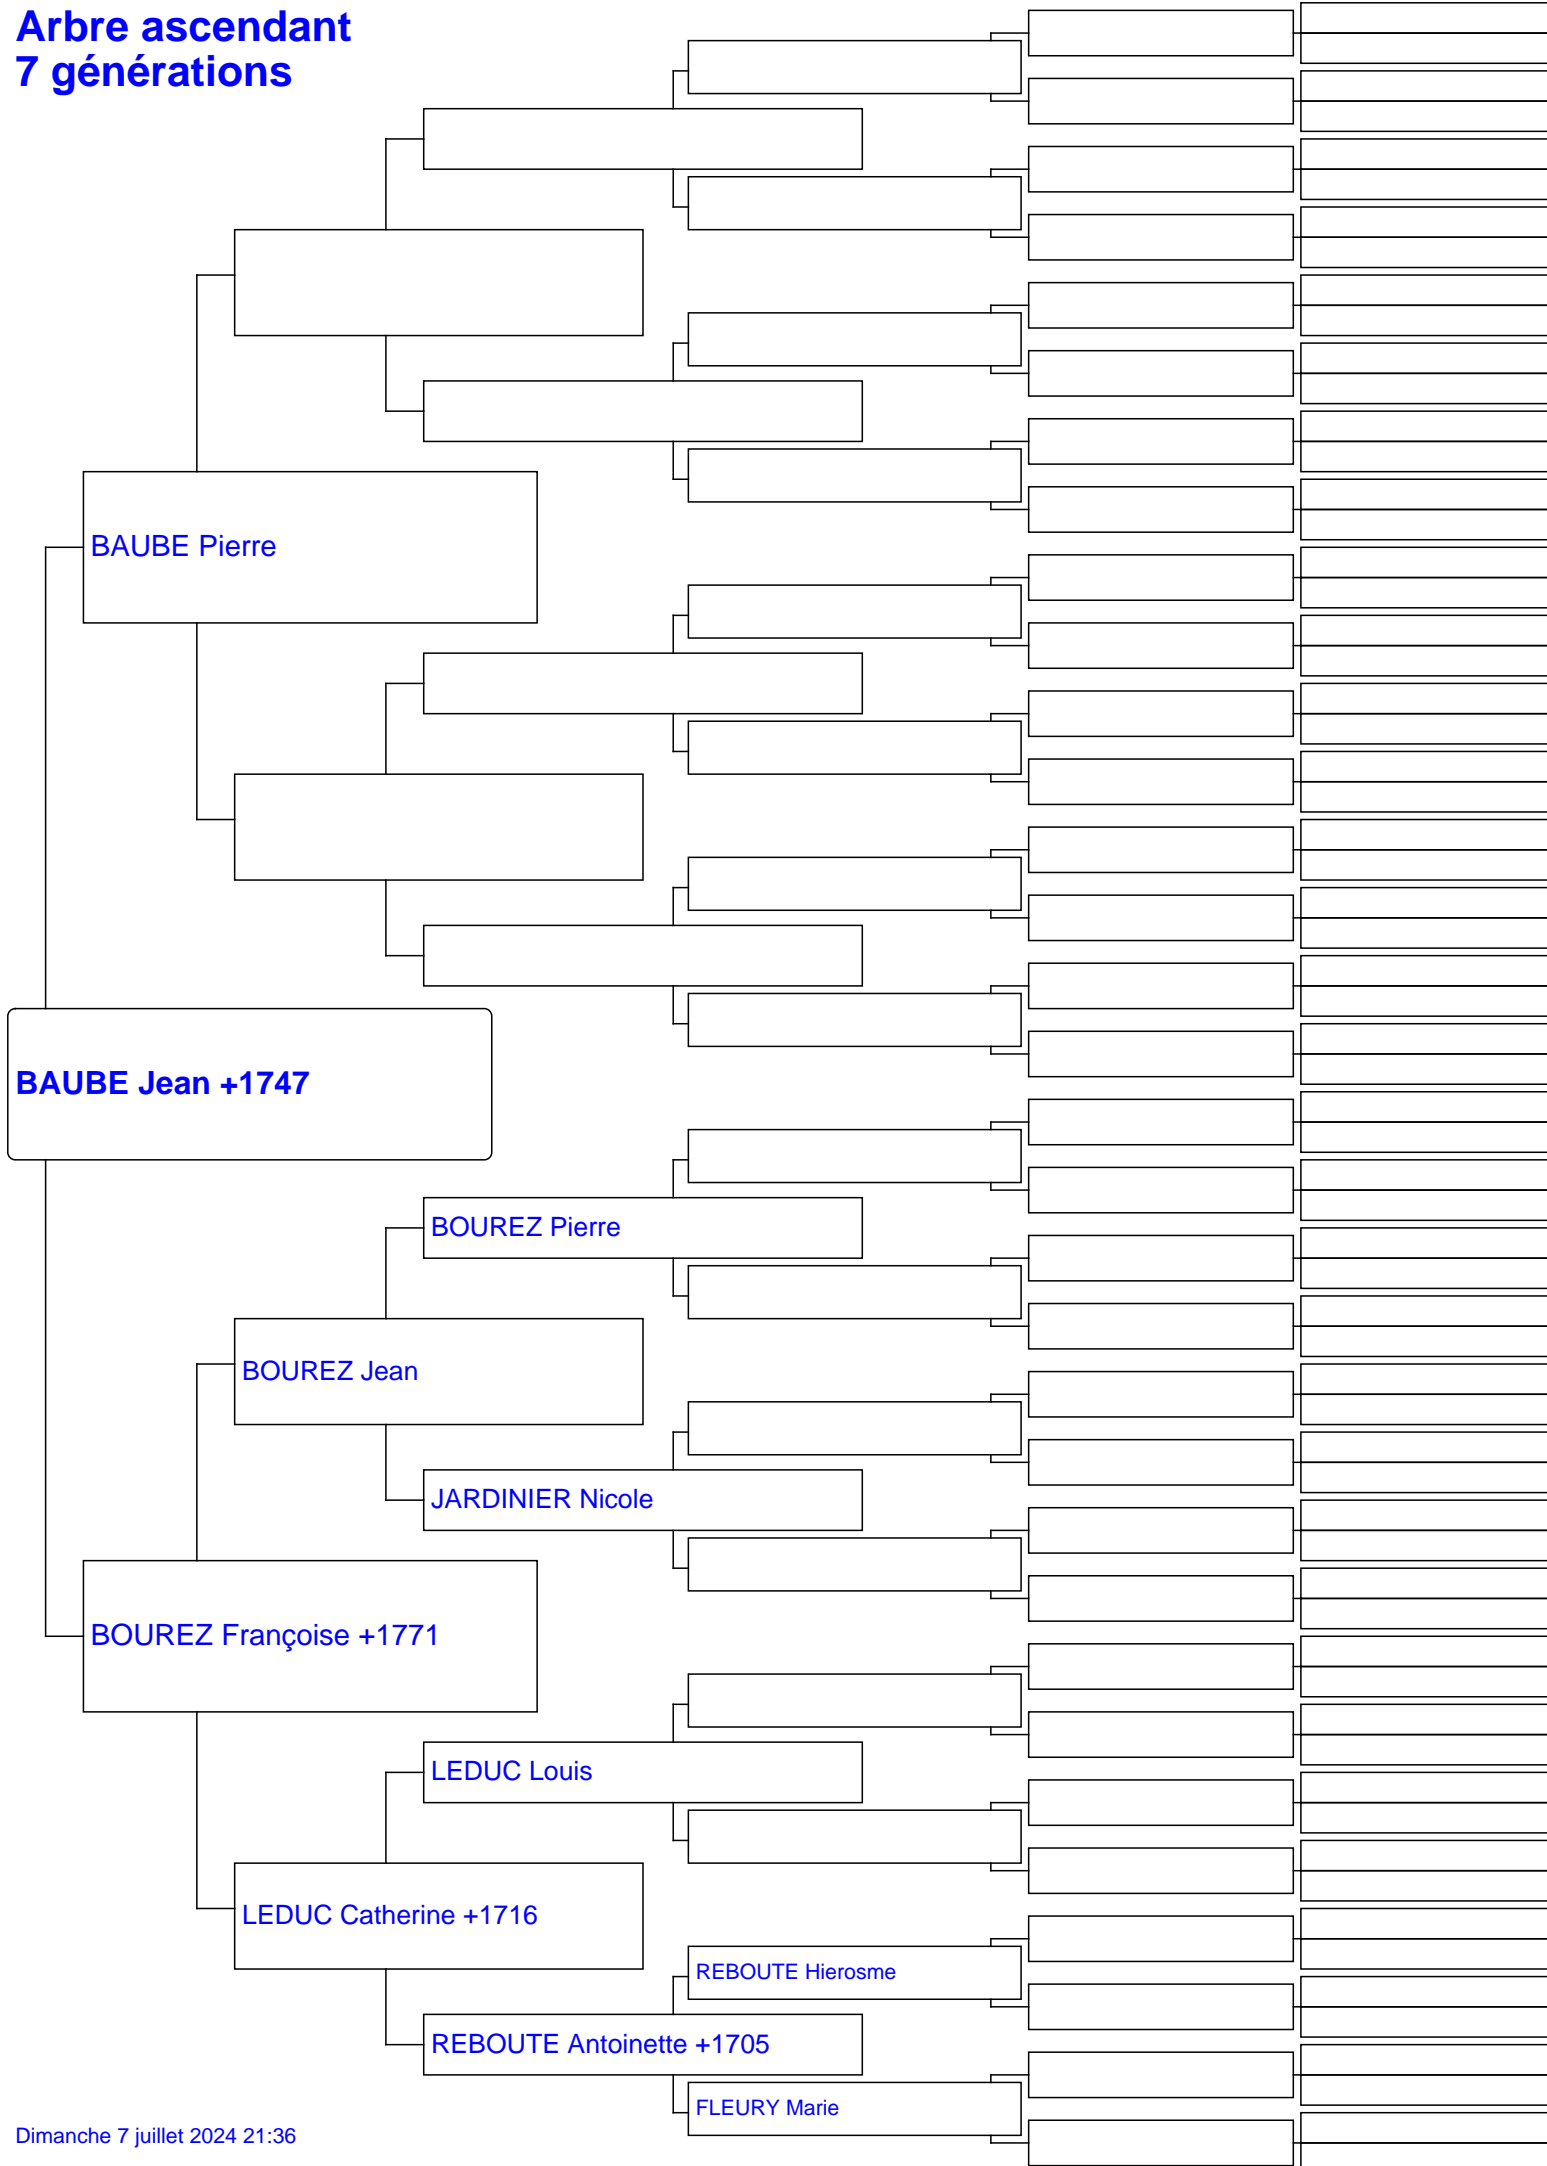 Arbre ascendant
7 générations
BAUBE Pierre
BAUBE Jean +1747
BOUREZ Pierre
BOUREZ Jean
JARDINIER Nicole
BOUREZ Françoise +1771
LEDUC Louis
LEDUC Catherine +1716
REBOUTE Hierosme
REBOUTE Antoinette +1705
FLEURY Marie
Dimanche 7 juillet 2024 21:36